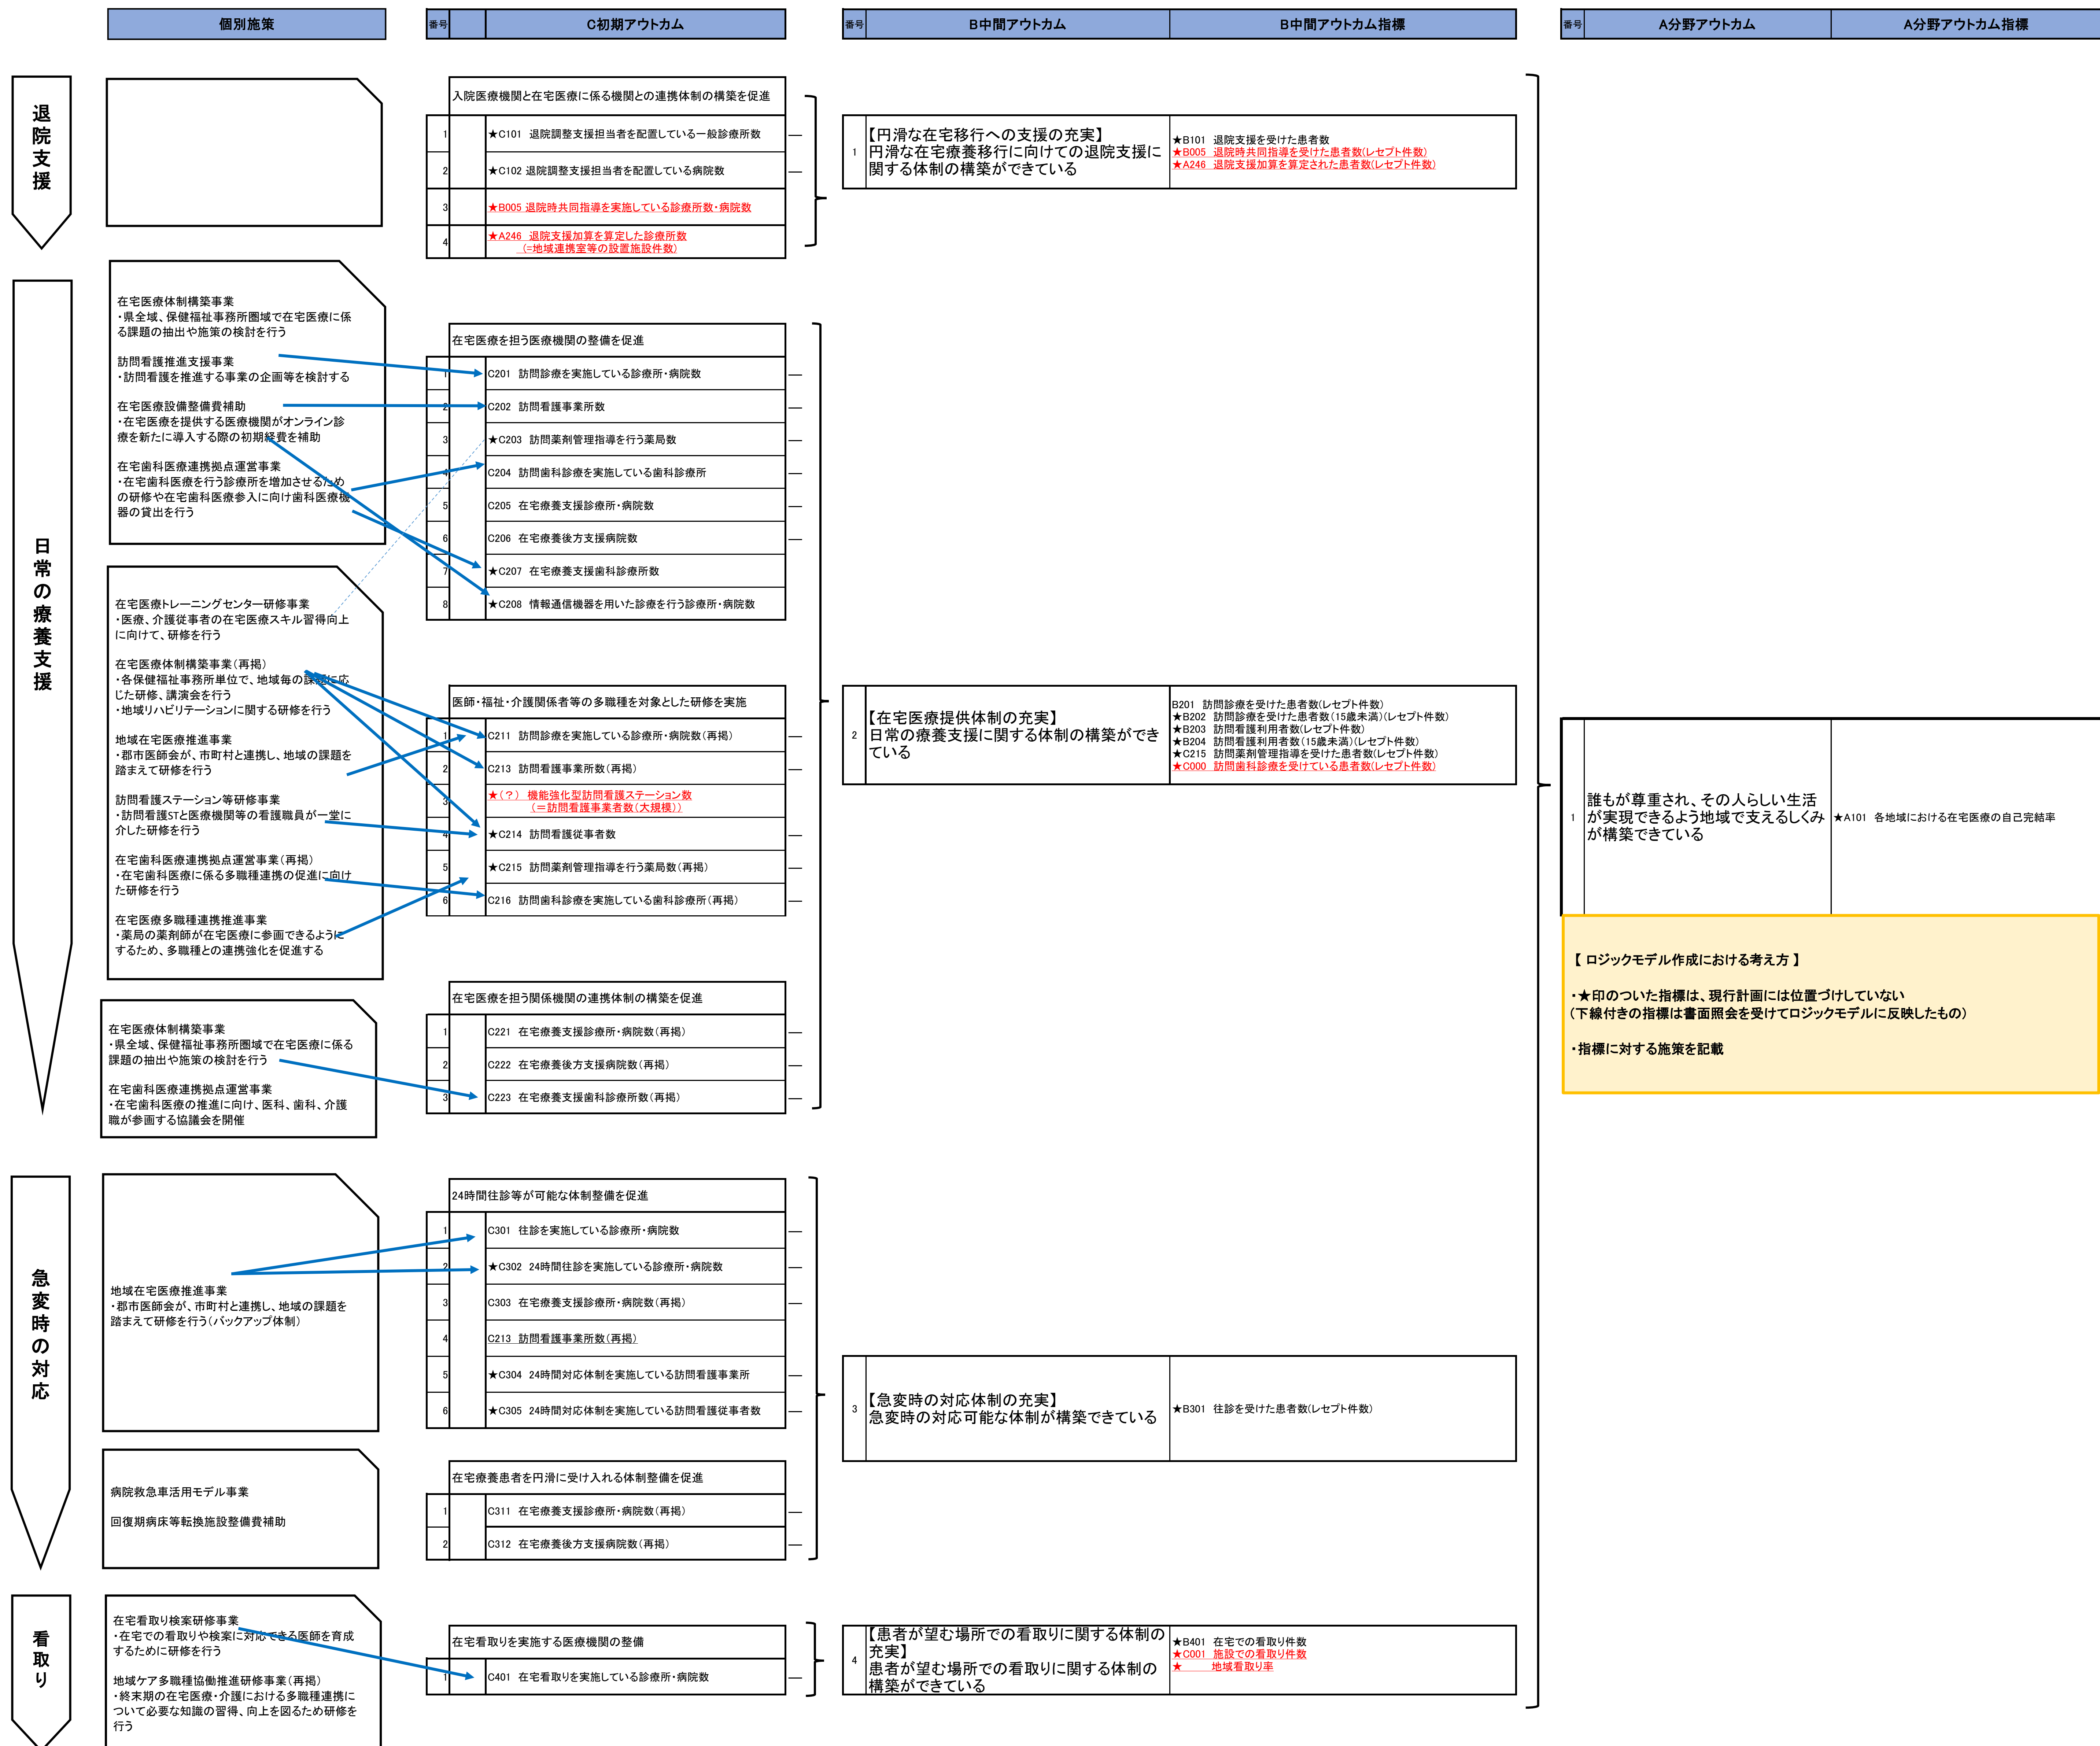 個別施策
番号
C初期アウトカム
番号
B中間アウトカム
B中間アウトカム指標
番号
A分野アウトカム
A分野アウトカム指標
退院支援
入院医療機関と在宅医療に係る機関との連携体制の構築を促進
1 ★C101 退院調整支援担当者を配置している一般診療所数
2 ★C102 退院調整支援担当者を配置している病院数
3 ★B005 退院時共同指導を実施している診療所数・病院数
4 ★A246 退院支援加算を算定した診療所数
(=地域連携室等の設置施設件数)
1
【円滑な在宅移行への支援の充実】
円滑な在宅療養移行に向けての退院支援に
関する体制の構築ができている
★B101 退院支援を受けた患者数
★B005 退院時共同指導を受けた患者数(レセプト件数)
★A246 退院支援加算を算定された患者数(レセプト件数)
日常の療養支援
在宅医療体制構築事業
・県全域、保健福祉事務所圏域で在宅医療に係
る課題の抽出や施策の検討を行う
訪問看護推進支援事業
・訪問看護を推進する事業の企画等を検討する
在宅医療設備整備費補助
・在宅医療を提供する医療機関がオンライン診
療を新たに導入する際の初期経費を補助
在宅歯科医療連携拠点運営事業
・在宅歯科医療を行う診療所を増加させるため
の研修や在宅歯科医療参入に向け歯科医療機
器の貸出を行う
在宅医療を担う医療機関の整備を促進
1 C201 訪問診療を実施している診療所・病院数
2 C202 訪問看護事業所数
3 ★C203 訪問薬剤管理指導を行う薬局数
4 C204 訪問歯科診療を実施している歯科診療所
5 C205 在宅療養支援診療所・病院数
6 C206 在宅療養後方支援病院数
7 ★C207 在宅療養支援歯科診療所数
8 ★C208 情報通信機器を用いた診療を行う診療所・病院数
在宅医療トレーニングセンター研修事業
・医療、介護従事者の在宅医療スキル習得向上
に向けて、研修を行う
在宅医療体制構築事業(再掲)
・各保健福祉事務所単位で、地域毎の課題に応
じた研修、講演会を行う
・地域リハビリテーションに関する研修を行う
地域在宅医療推進事業
・郡市医師会が、市町村と連携し、地域の課題を
踏まえて研修を行う
訪問看護ステーション等研修事業
・訪問看護STと医療機関等の看護職員が一堂に
介した研修を行う
在宅歯科医療連携拠点運営事業(再掲)
・在宅歯科医療に係る多職種連携の促進に向け
た研修を行う
在宅医療多職種連携推進事業
・薬局の薬剤師が在宅医療に参画できるように
するため、多職種との連携強化を促進する
医師・福祉・介護関係者等の多職種を対象とした研修を実施
1 C211 訪問診療を実施している診療所・病院数(再掲)
2 C213 訪問看護事業所数(再掲)
3 ★(?) 機能強化型訪問看護ステーション数
(=訪問看護事業者数(大規模))
4 ★C214 訪問看護従事者数
5 ★C215 訪問薬剤管理指導を行う薬局数(再掲)
6 C216 訪問歯科診療を実施している歯科診療所(再掲)
2
【在宅医療提供体制の充実】
日常の療養支援に関する体制の構築ができ
ている
B201 訪問診療を受けた患者数(レセプト件数)
★B202 訪問診療を受けた患者数(15歳未満)(レセプト件数)
★B203 訪問看護利用者数(レセプト件数)
★B204 訪問看護利用者数(15歳未満)(レセプト件数)
★C215 訪問薬剤管理指導を受けた患者数(レセプト件数)
★C000 訪問歯科診療を受けている患者数(レセプト件数)
1
誰もが尊重され、その人らしい生活
が実現できるよう地域で支えるしくみ
が構築できている
★A101 各地域における在宅医療の自己完結率
【 ロジックモデル作成における考え方 】
・★印のついた指標は、現行計画には位置づけしていない
(下線付きの指標は書面照会を受けてロジックモデルに反映したもの)
・指標に対する施策を記載
在宅医療体制構築事業
・県全域、保健福祉事務所圏域で在宅医療に係る
課題の抽出や施策の検討を行う
在宅歯科医療連携拠点運営事業
・在宅歯科医療の推進に向け、医科、歯科、介護
職が参画する協議会を開催
在宅医療を担う関係機関の連携体制の構築を促進
1 C221 在宅療養支援診療所・病院数(再掲)
2 C222 在宅療養後方支援病院数(再掲)
3 C223 在宅療養支援歯科診療所数(再掲)
急変時の対応
地域在宅医療推進事業
・郡市医師会が、市町村と連携し、地域の課題を
踏まえて研修を行う(バックアップ体制)
24時間往診等が可能な体制整備を促進
1 C301 往診を実施している診療所・病院数
2 ★C302 24時間往診を実施している診療所・病院数
3 C303 在宅療養支援診療所・病院数(再掲)
4 C213 訪問看護事業所数(再掲)
5 ★C304 24時間対応体制を実施している訪問看護事業所
6 ★C305 24時間対応体制を実施している訪問看護従事者数
3
【急変時の対応体制の充実】
急変時の対応可能な体制が構築できている
★B301 往診を受けた患者数(レセプト件数)
病院救急車活用モデル事業
回復期病床等転換施設整備費補助
在宅療養患者を円滑に受け入れる体制整備を促進
1 C311 在宅療養支援診療所・病院数(再掲)
2 C312 在宅療養後方支援病院数(再掲)
看取り
在宅看取り検案研修事業
・在宅での看取りや検案に対応できる医師を育成
するために研修を行う
地域ケア多職種協働推進研修事業(再掲)
・終末期の在宅医療・介護における多職種連携に
ついて必要な知識の習得、向上を図るため研修を
行う
在宅看取りを実施する医療機関の整備
1 C401 在宅看取りを実施している診療所・病院数
4
【患者が望む場所での看取りに関する体制の
充実】
患者が望む場所での看取りに関する体制の
構築ができている
★B401 在宅での看取り件数
★C001 施設での看取り件数
★ 地域看取り率